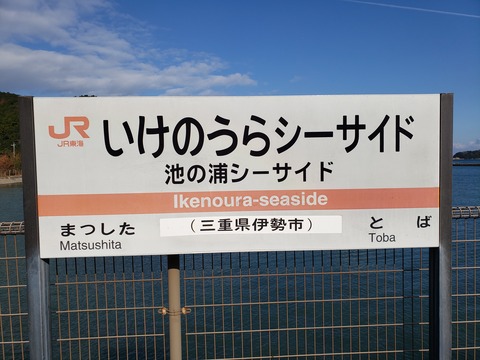 JR
JR東海
いけのうらシーサイド
池の浦シーサイド
Ikenoura-seaside
(三重県伊勢市)
まつした
Matsushita
とば
Toba